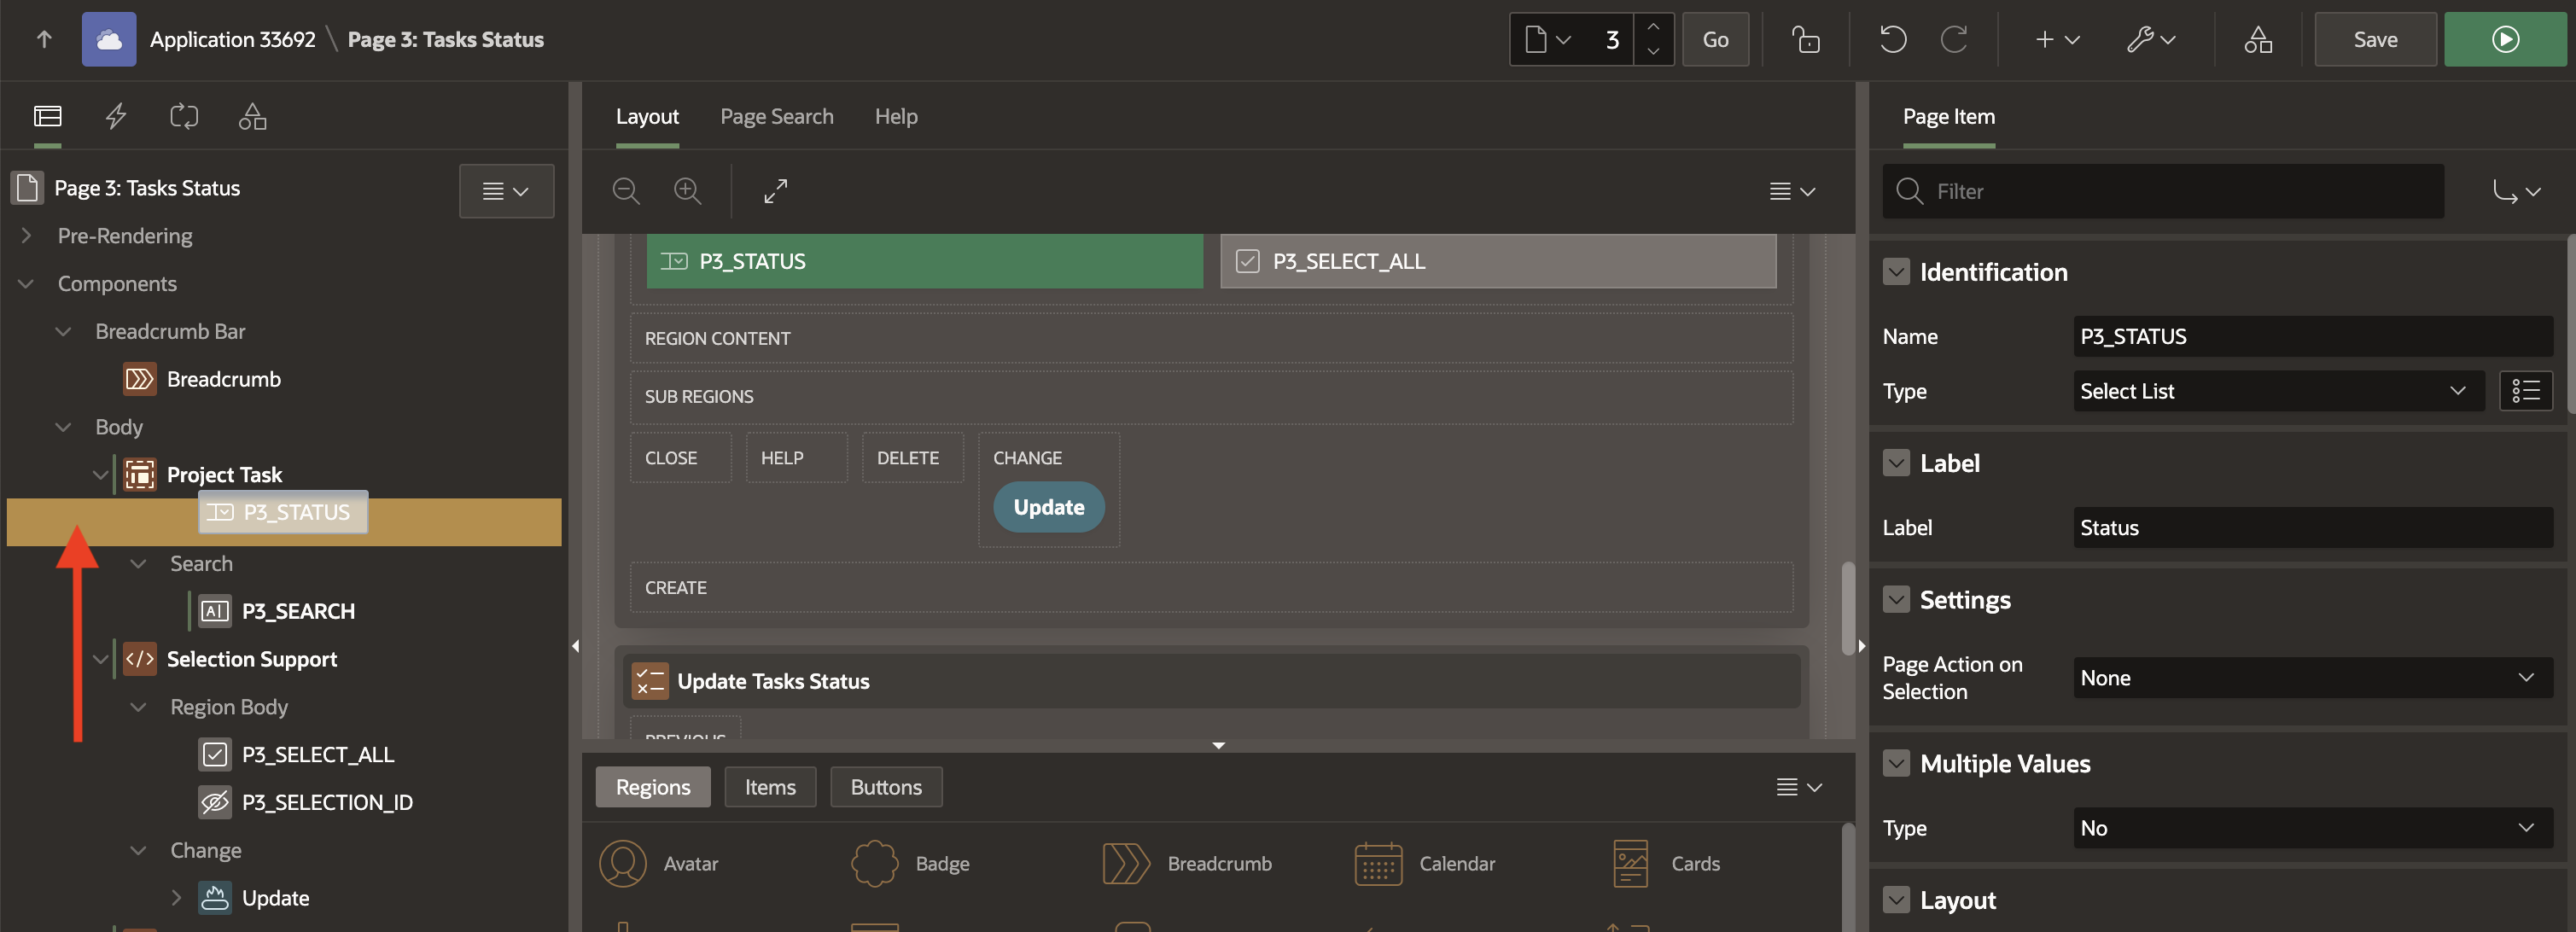 Application 33692 \ Page 3: Tasks Status
3
Go
Save
Page 3: Tasks Status
Pre-Rendering
Components
Breadcrumb Bar
Breadcrumb
Body
Project Task
P3_STATUS
Search
P3_SEARCH
Selection Support
Region Body
P3_SELECT_ALL
P3_SELECTION_ID
Change
Update
Layout Page Search Help
P3_STATUS
P3_SELECT_ALL
REGION CONTENT
SUB REGIONS
CLOSE HELP DELETE CHANGE
Update
CREATE
Update Tasks Status
PREVIOUS
Regions Items Buttons
Avatar Badge Breadcrumb Calendar Cards
Page Item
Filter
Identification
Name P3_STATUS
Type Select List
Label
Label Status
Settings
Page Action on
Selection
None
Multiple Values
Type No
Layout